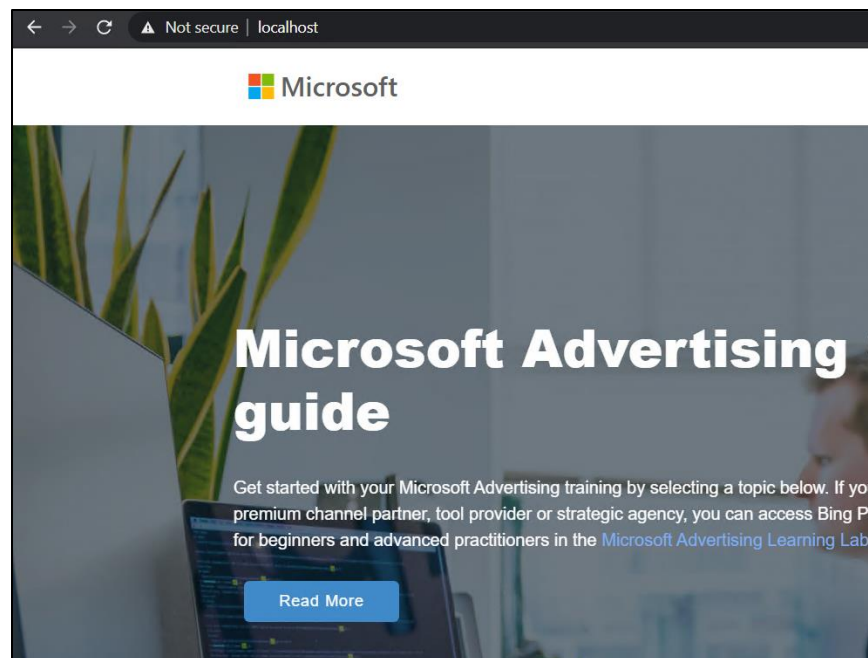 Not secure | localhost
Microsoft
Microsoft Advertising
guide
Get started with your Microsoft Advertising training by selecting a topic below. If
premium channel partner, tool provider or strategic agency, you can access Bing
for beginners and advanced practitioners in the Microsoft Advertising Learning
Read More